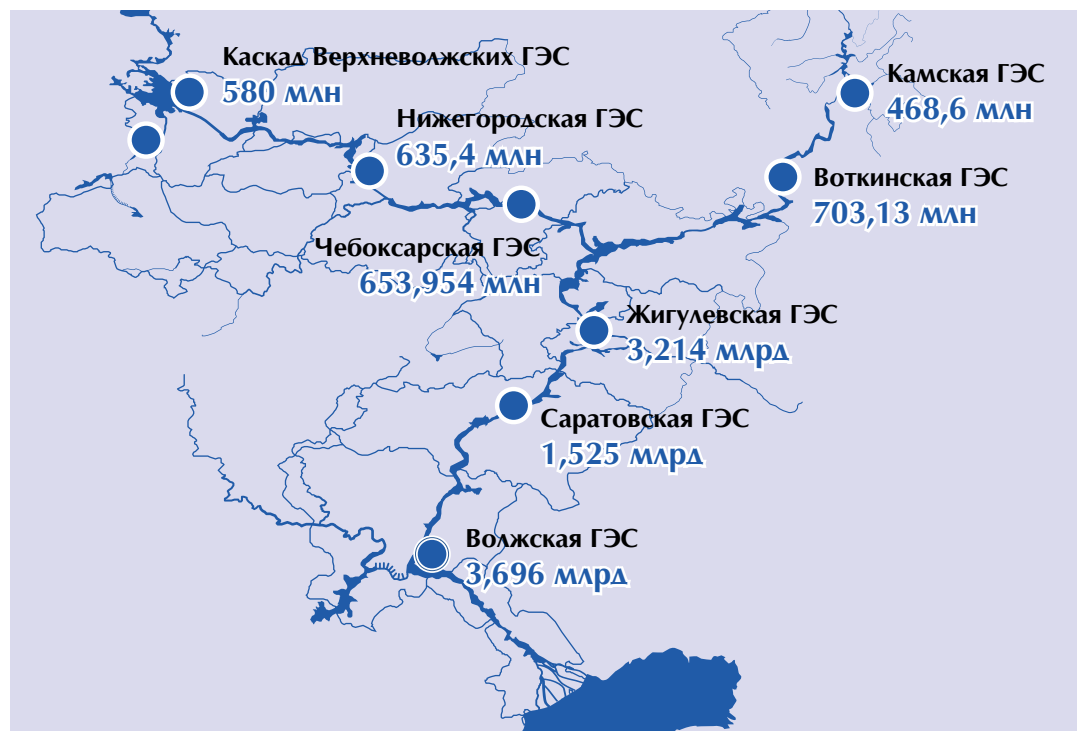 Каскад Верхневолжских ГЭС
580 млн
Камская ГЭС
468,6 млн
Нижегородская ГЭС
635,4 млн
Воткинская ГЭС
703,13 млн
Чебоксарская ГЭС
653,954 млн
Жигулевская ГЭС
3,214 млрд
Саратовская ГЭС
1,525 млрд
Волжская ГЭС
3,696 млрд